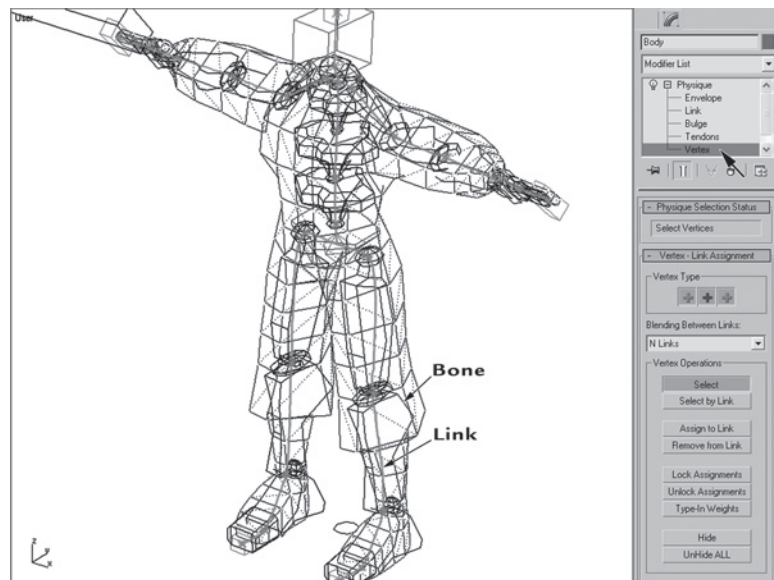 User
Bone
Link
z
y
x
Body
Modifier List
Physique
Envelope
Link
Bulge
Tendons
Vertex
- Physique Selection Status
Select Vertices
- Vertex - Link Assignment
Vertex Type
Blending Between Links:
N Links
Vertex Operations
Select
Select by Link
Assign to Link
Remove from Link
Lock Assignments
Unlock Assignments
Type-In Weights
Hide
UnHide ALL